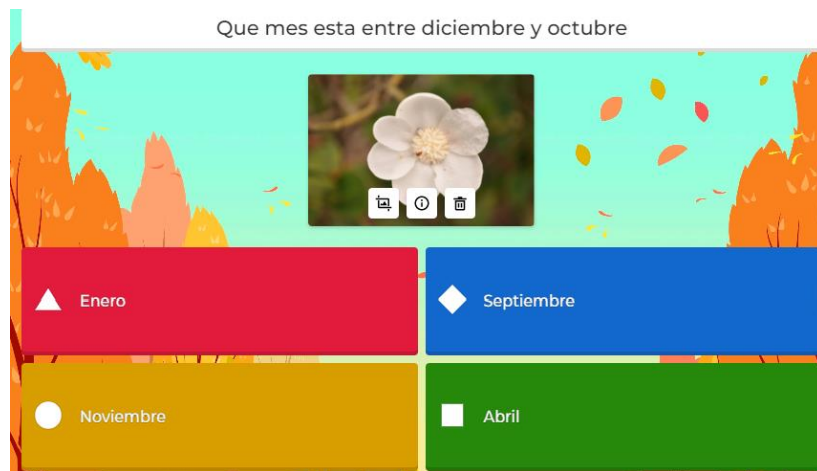 Que mes esta entre diciembre y octubre
Enero
Septiembre
Noviembre
Abril